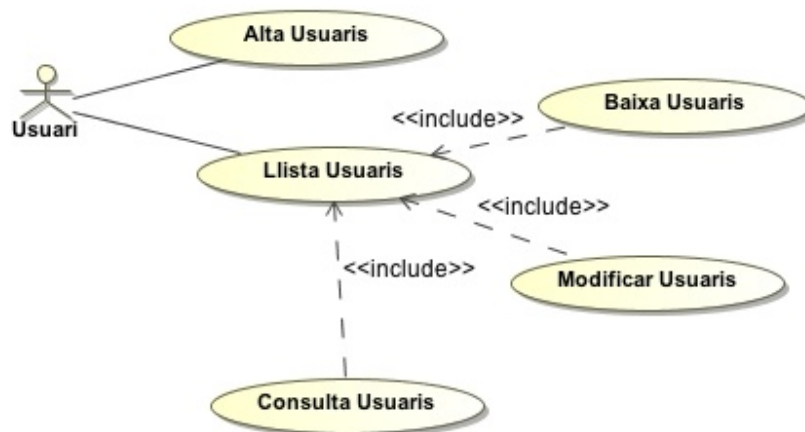 Alta Usuaris
Usuari
Baixa Usuaris
<<include>>
Llista Usuaris
<<include>>
<<include>>
Modificar Usuaris
Consulta Usuaris